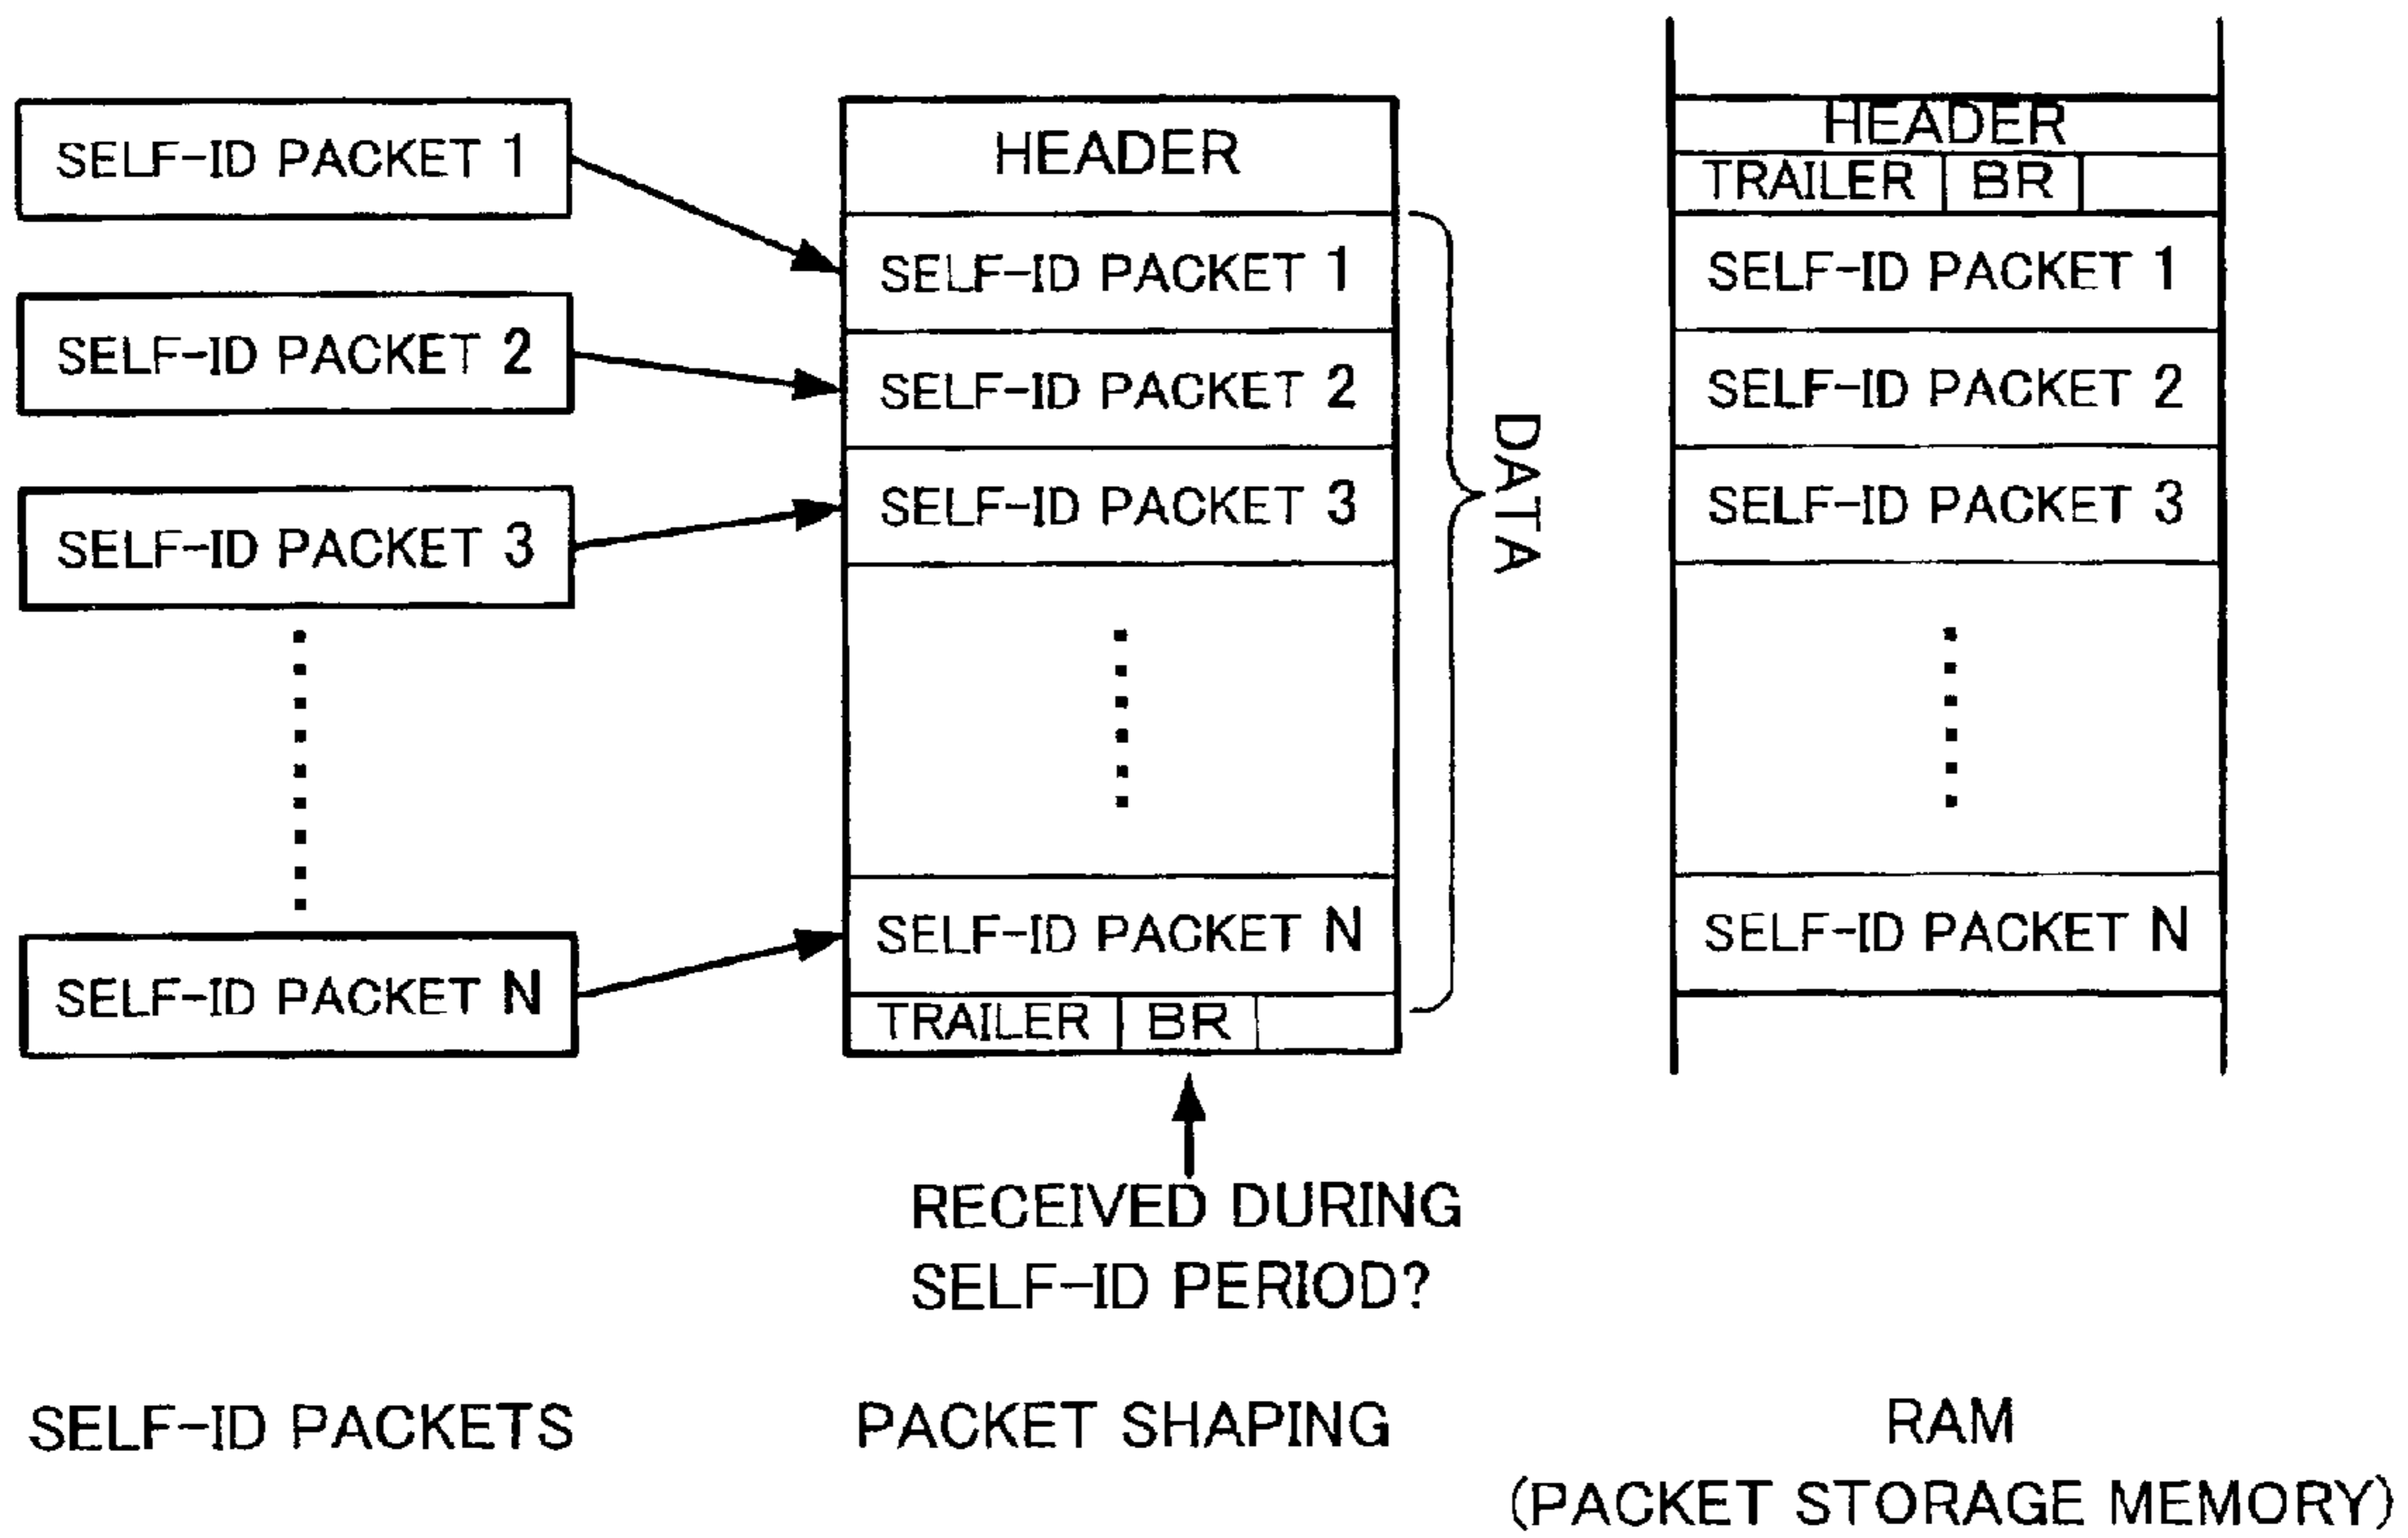 SELF-ID PACKET 1
SELF-ID PACKET 2
SELF-ID PACKET 3
SELF-ID PACKET N
SELF-ID PACKETS
HEADER
SELF-ID PACKET 1
SELF-ID PACKET 2
SELF-ID PACKET 3
SELF-ID PACKET N
TRAILER BR
DATA
RECEIVED DURING
SELF-ID PERIOD?
PACKET SHAPING
HEADER
TRAILER BR
SELF-ID PACKET 1
SELF-ID PACKET 2
SELF-ID PACKET 3
SELF-ID PACKET N
RAM
(PACKET STORAGE MEMORY)